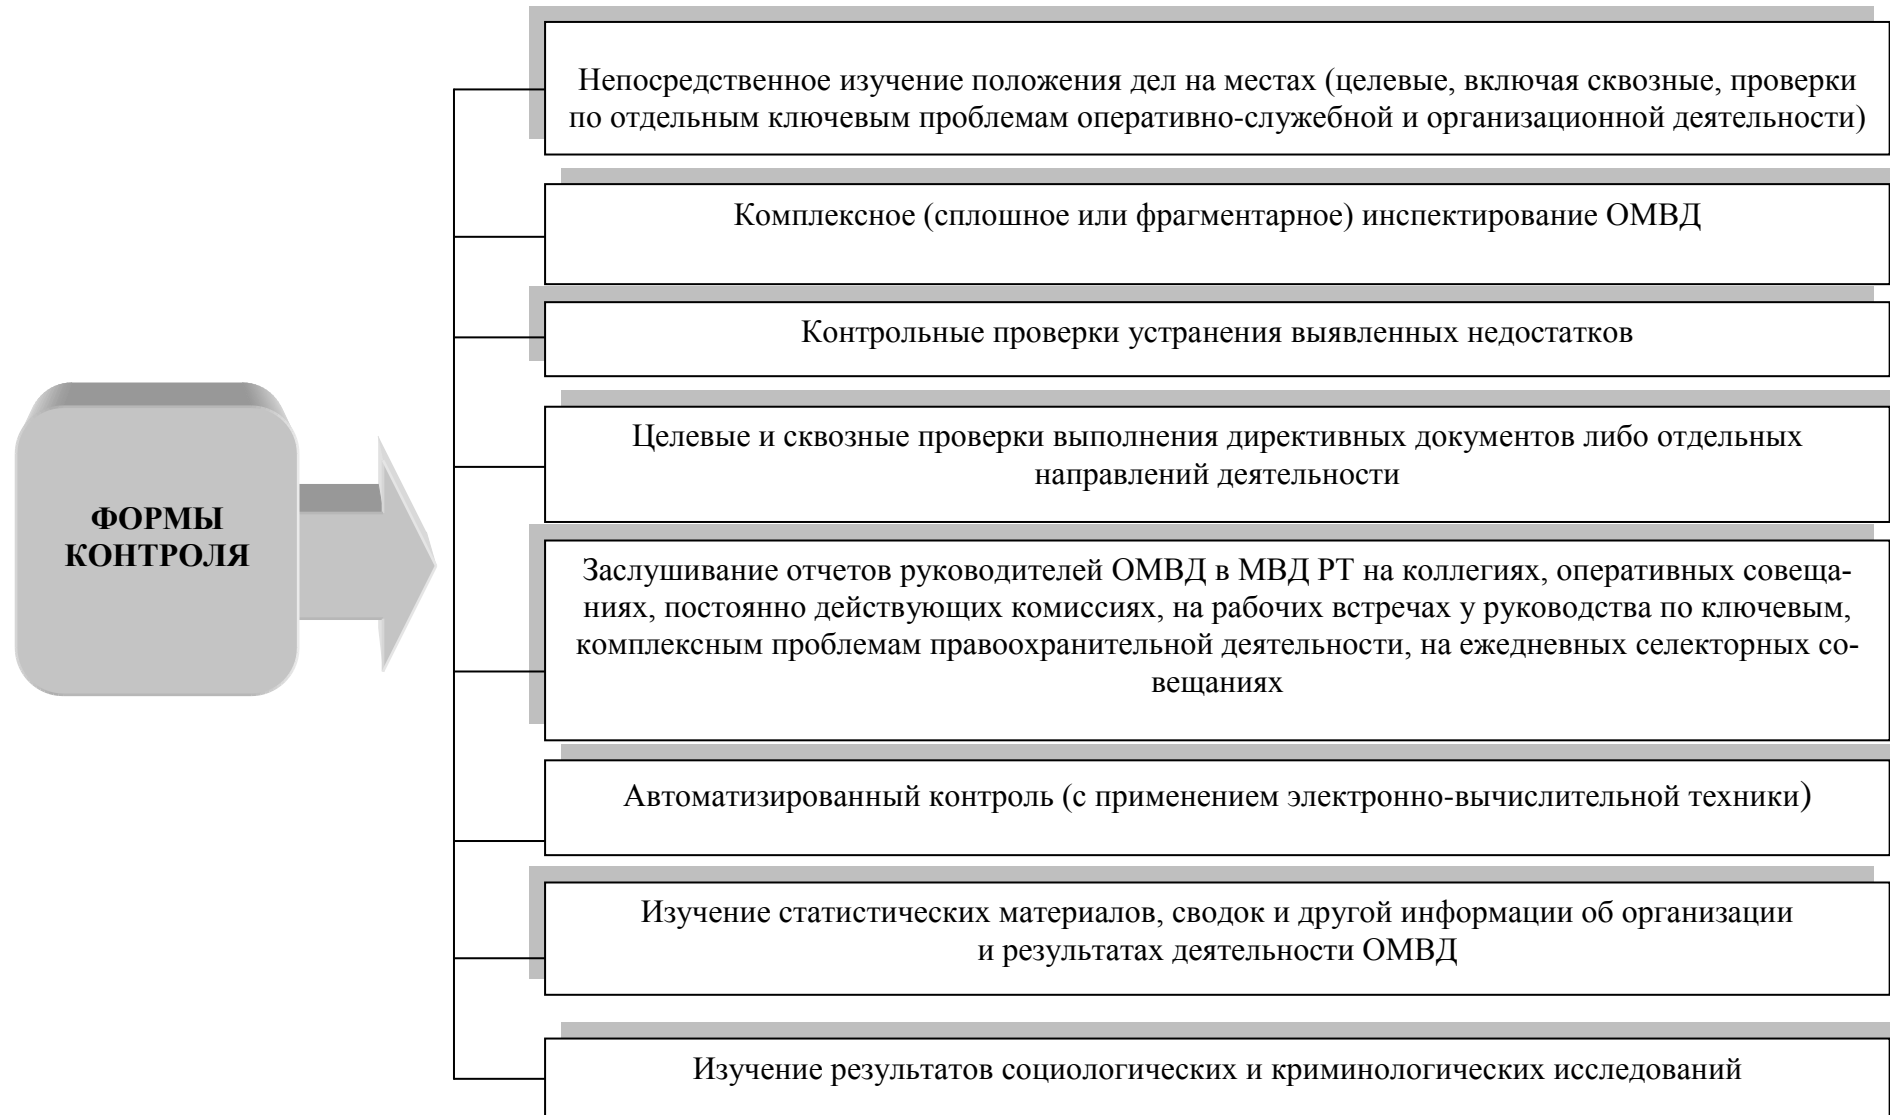 ФОРМЫ
КОНТРОЛЯ
Непосредственное изучение положения дел на местах (целевые, включая сквозные, проверки
по отдельным ключевым проблемам оперативно-служебной и организационной деятельности)
Комплексное (сплошное или фрагментарное) инспектирование ОМВД
Контрольные проверки устранения выявленных недостатков
Целевые и сквозные проверки выполнения директивных документов либо отдельных
направлений деятельности
Заслушивание отчетов руководителей ОМВД в МВД РТ на коллегиях, оперативных совеща-
ниях, постоянно действующих комиссиях, на рабочих встречах у руководства по ключевым,
комплексным проблемам правоохранительной деятельности, на ежедневных селекторных со-
вещаниях
Автоматизированный контроль (с применением электронно-вычислительной техники)
Изучение статистических материалов, сводок и другой информации об организации
и результатах деятельности ОМВД
Изучение результатов социологических и криминологических исследований